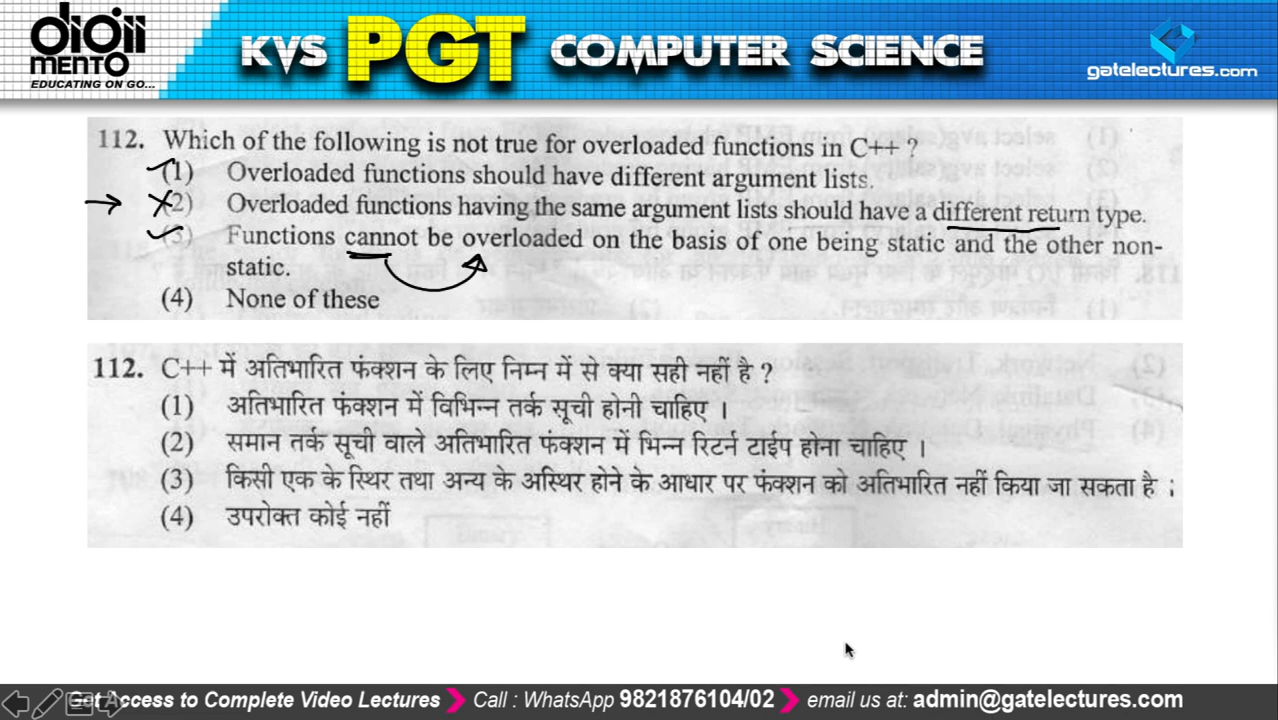 digii
MENTO
EDUCATING ON GO...
KVS PGT COMPUTER SCIENCE
gatelectures.com
112. Which of the following is not true for overloaded functions in C++ ?
(1) Overloaded functions should have different argument lists.
(2) Overloaded functions having the same argument lists should have a different return type.
(3) Functions cannot be overloaded on the basis of one being static and the other non-
static.
(4) None of these
112. C++ में अतिभारित फंक्शन के लिए निम्न में से क्या सही नहीं है ?
(1) अतिभारित फंक्शन में विभिन्न तर्क सूची होनी चाहिए ।
(2) समान तर्क सूची वाले अतिभारित फंक्शन में भिन्न रिटर्न टाईप होना चाहिए ।
(3) किसी एक के स्थिर तथा अन्य के अस्थिर होने के आधार पर फंक्शन को अतिभारित नहीं किया जा सकता है ;
(4) उपरोक्त कोई नहीं
Get Access to Complete Video Lectures Call : WhatsApp 9821876104/02 email us at: admin@gatelectures.com